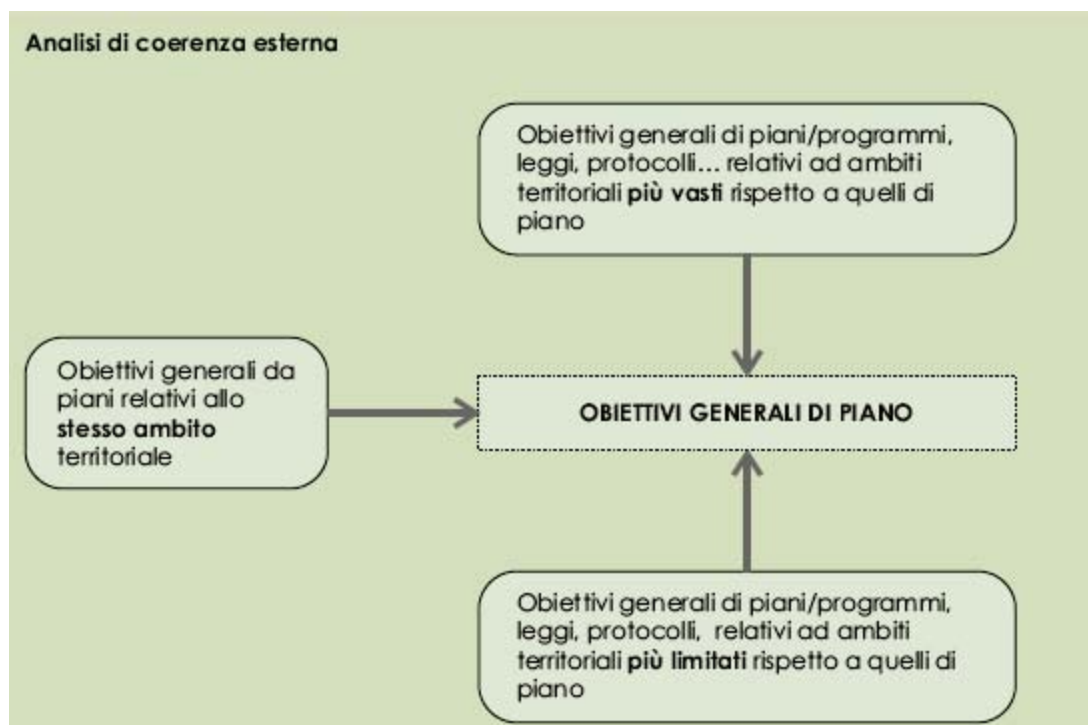 Analisi di coerenza esterna
Obiettivi generali di piani/programmi,
leggi, protocolli... relativi ad ambiti
territoriali più vasti rispetto a quelli di
piano
Obiettivi generali da
piani relativi allo
stesso ambito
territoriale
OBIETTIVI GENERALI DI PIANO
Obiettivi generali di piani/programmi,
leggi, protocolli, relativi ad ambiti
territoriali più limitati rispetto a quelli di
piano